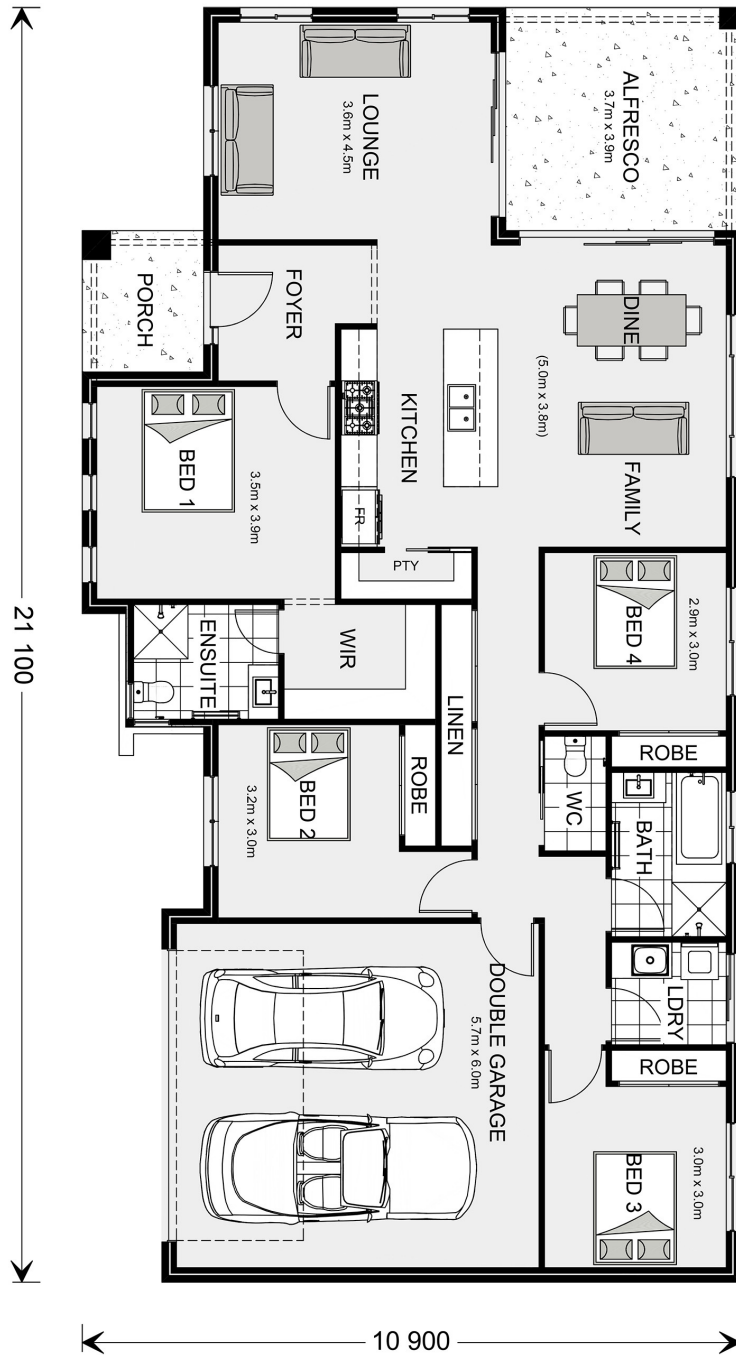 LOUNGE
3.6m x 4.5m
ALFRESCO
3.7m x 3.9m
PORCH
FOYER
DINE
(5.0m x 3.8m)
KITCHEN
FAMILY
BED 1
3.5m x 3.9m
FR
PTY
WIR
ENSUITE
LINEN
BED 4
2.9m x 3.0m
ROBE
BED 2
3.2m x 3.0m
ROBE
WC
BATH
LDRY
DOUBLE GARAGE
5.7m x 6.0m
ROBE
BED 3
3.0m x 3.0m
21 100
10 900